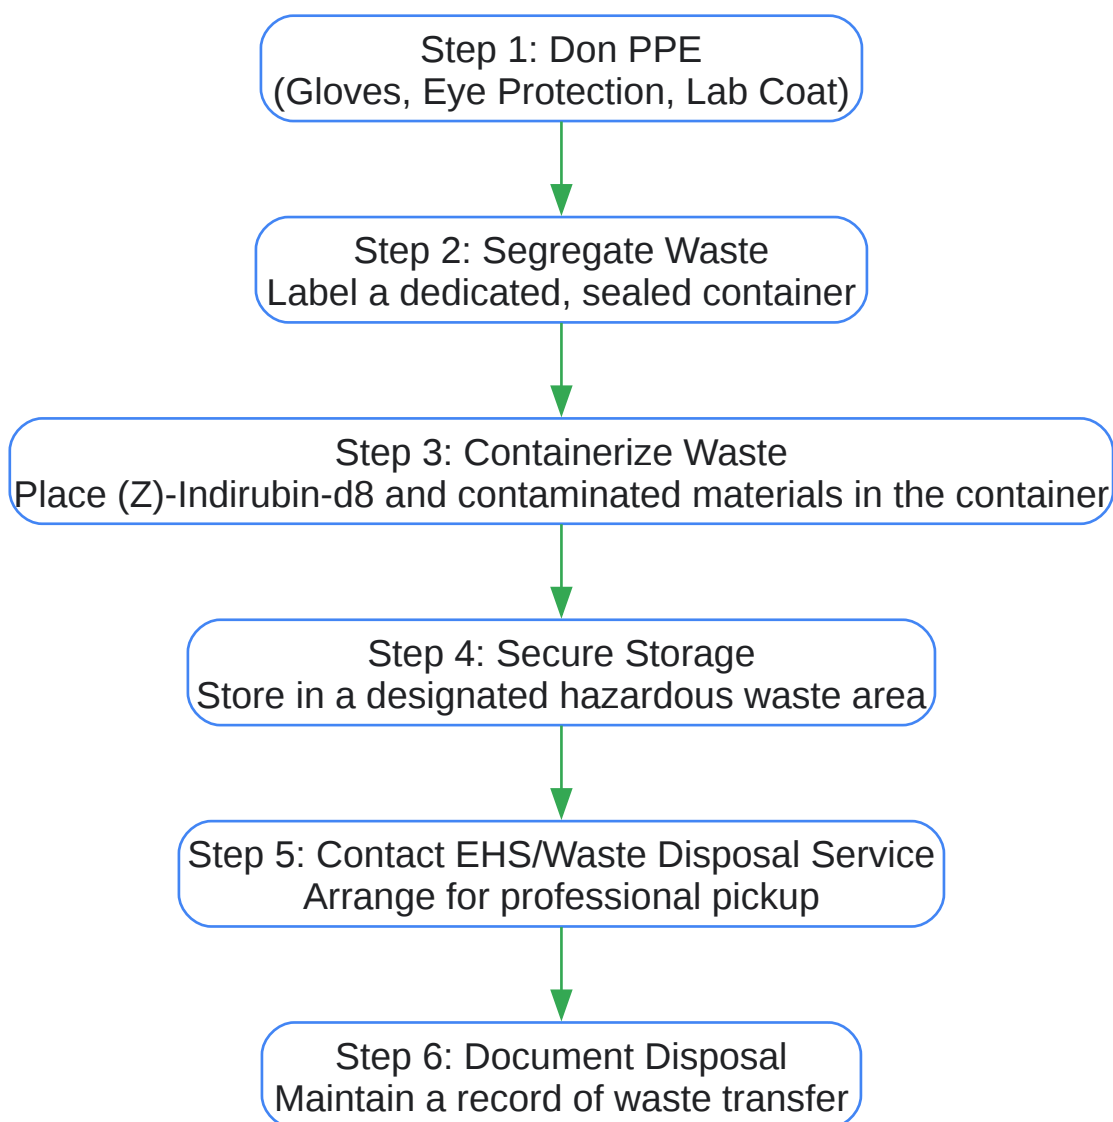 Step 1: Don PPE
(Gloves, Eye Protection, Lab Coat)
Step 2: Segregate Waste
Label a dedicated, sealed container
Step 3: Containerize Waste
Place (Z)-Indirubin-d8 and contaminated materials in the container
Step 4: Secure Storage
Store in a designated hazardous waste area
Step 5: Contact EHS/Waste Disposal Service
Arrange for professional pickup
Step 6: Document Disposal
Maintain a record of waste transfer